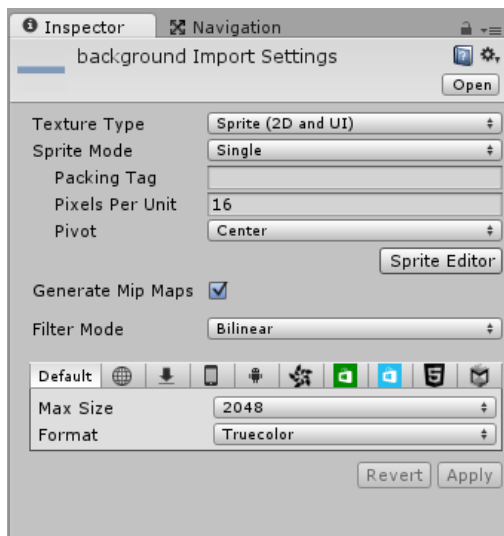 Inspector Navigation
background Import Settings
Open
Texture Type Sprite (2D and UI)
Sprite Mode Single
Packing Tag
Pixels Per Unit 16
Pivot Center
Sprite Editor
Generate Mip Maps
Filter Mode Bilinear
Default
Max Size 2048
Format Truecolor
Revert Apply